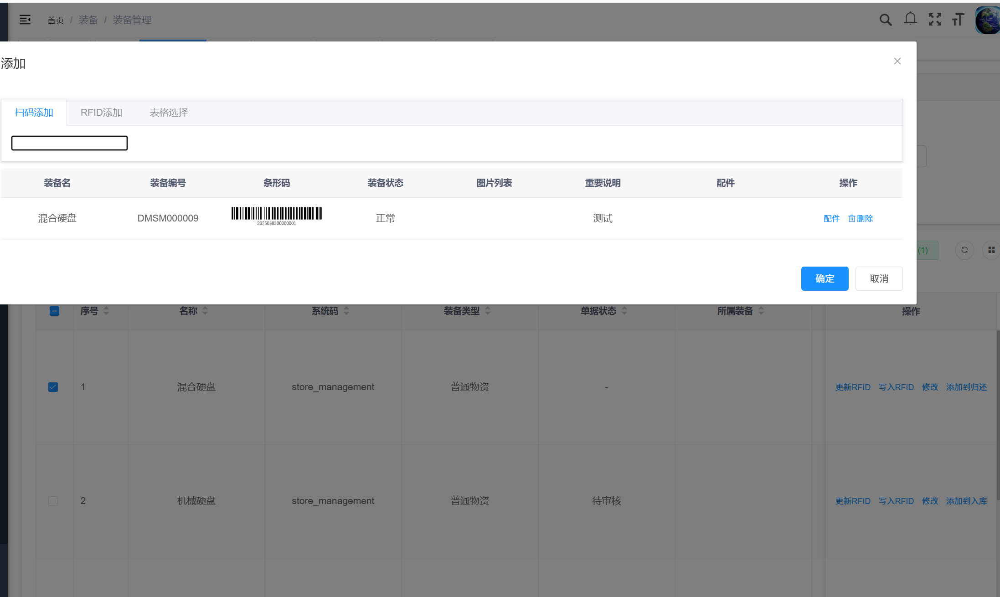 首页 / 装备 / 装备管理
添加
扫码添加 RFID添加 表格选择
装备名 装备编号 条形码 装备状态 图片列表 重要说明 配件 操作
混合硬盘 DMSM000009 2025030300000001 正常 测试 配件 删除
(1)
确定 取消
序号 名称 系统码 装备类型 单据状态 所属装备 操作
1 混合硬盘 store_management 普通物资 - 更新RFID 写入RFID 修改 添加到归还
2 机械硬盘 store_management 普通物资 待审核 更新RFID 写入RFID 修改 添加到入库